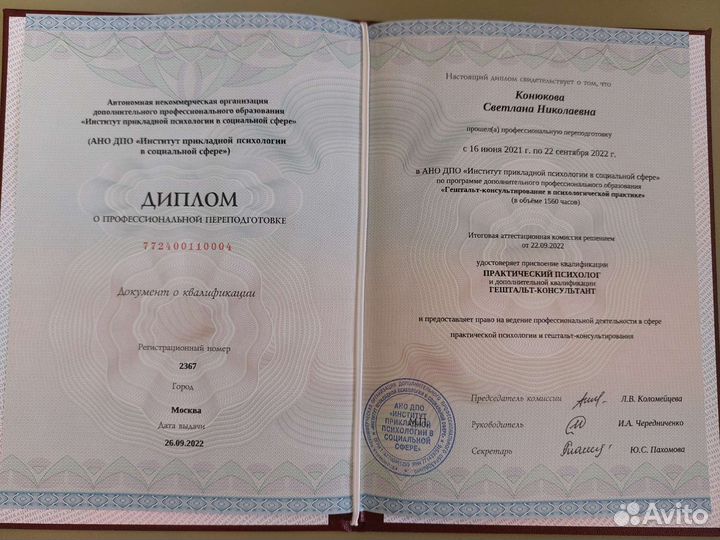 Автономная некоммерческая организация
дополнительного профессионального образования
«Институт прикладной психологии в социальной сфере»
(АНО ДПО «Институт прикладной психологии
в социальной сфере»)
ДИПЛОМ
О ПРОФЕССИОНАЛЬНОЙ ПЕРЕПОДГОТОВКЕ
772400110004
Документ о квалификации
Регистрационный номер
2367
Город
Москва
Дата выдачи
26.09.2022
Настоящий диплом свидетельствует о том, что
Конюкова
Светлана Николаевна
прошел(а) профессиональную переподготовку
с 16 июня 2021 г. по 22 сентября 2022 г.
в АНО ДПО «Институт прикладной психологии в социальной сфере»
по программе дополнительного профессионального образования
«Гештальт-консультирование в психологической практике»
(в объёме 1560 часов)
Итоговая аттестационная комиссия решением
от 22.09.2022
удостоверяет присвоение квалификации
ПРАКТИЧЕСКИЙ ПСИХОЛОГ
и дополнительной квалификации
ГЕШТАЛЬТ-КОНСУЛЬТАНТ
и предоставляет право на ведение профессиональной деятельности в сфере
практической психологии и гештальт-консультирования
Председатель комиссии Л.В. Коломейцева
М.П.
Руководитель И.А. Чередниченко
Секретарь Ю.С. Пахомова
АНО ДПО
«ИНСТИТУТ
ПРИКЛАДНОЙ
ПСИХОЛОГИИ В
СОЦИАЛЬНОЙ
СФЕРЕ»
Avito